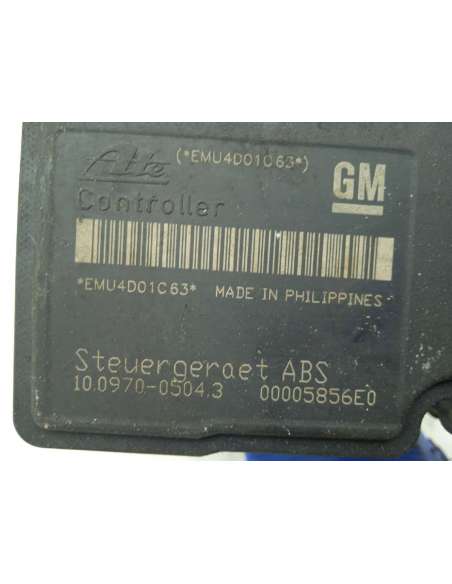 Ate (*EMU4D01C63*)
GM
Controller
*EMU4D01C63* MADE IN PHILIPPINES
Steuergeraet ABS
10.0970-0504.3 00005856E0